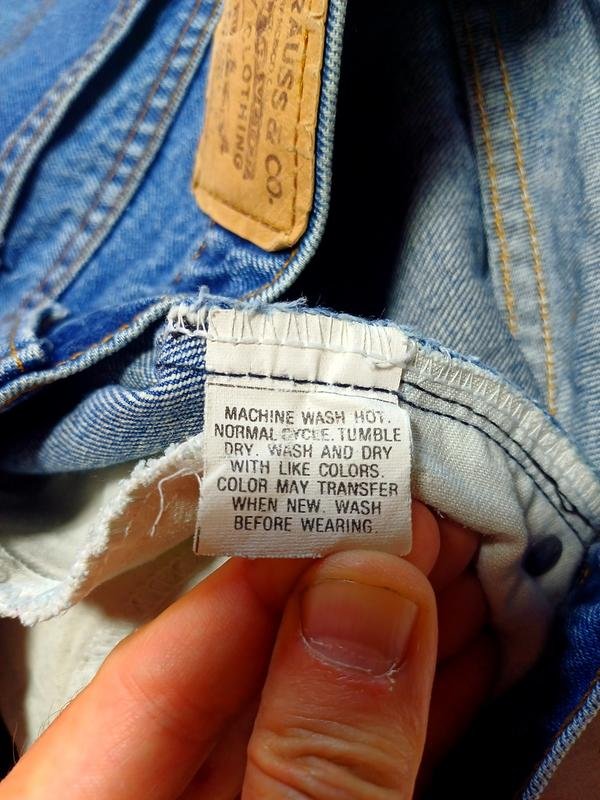 RAUSS & CO.
CLOTHING
MACHINE WASH HOT.
NORMAL CYCLE. TUMBLE
DRY. WASH AND DRY
WITH LIKE COLORS.
COLOR MAY TRANSFER
WHEN NEW. WASH
BEFORE WEARING.